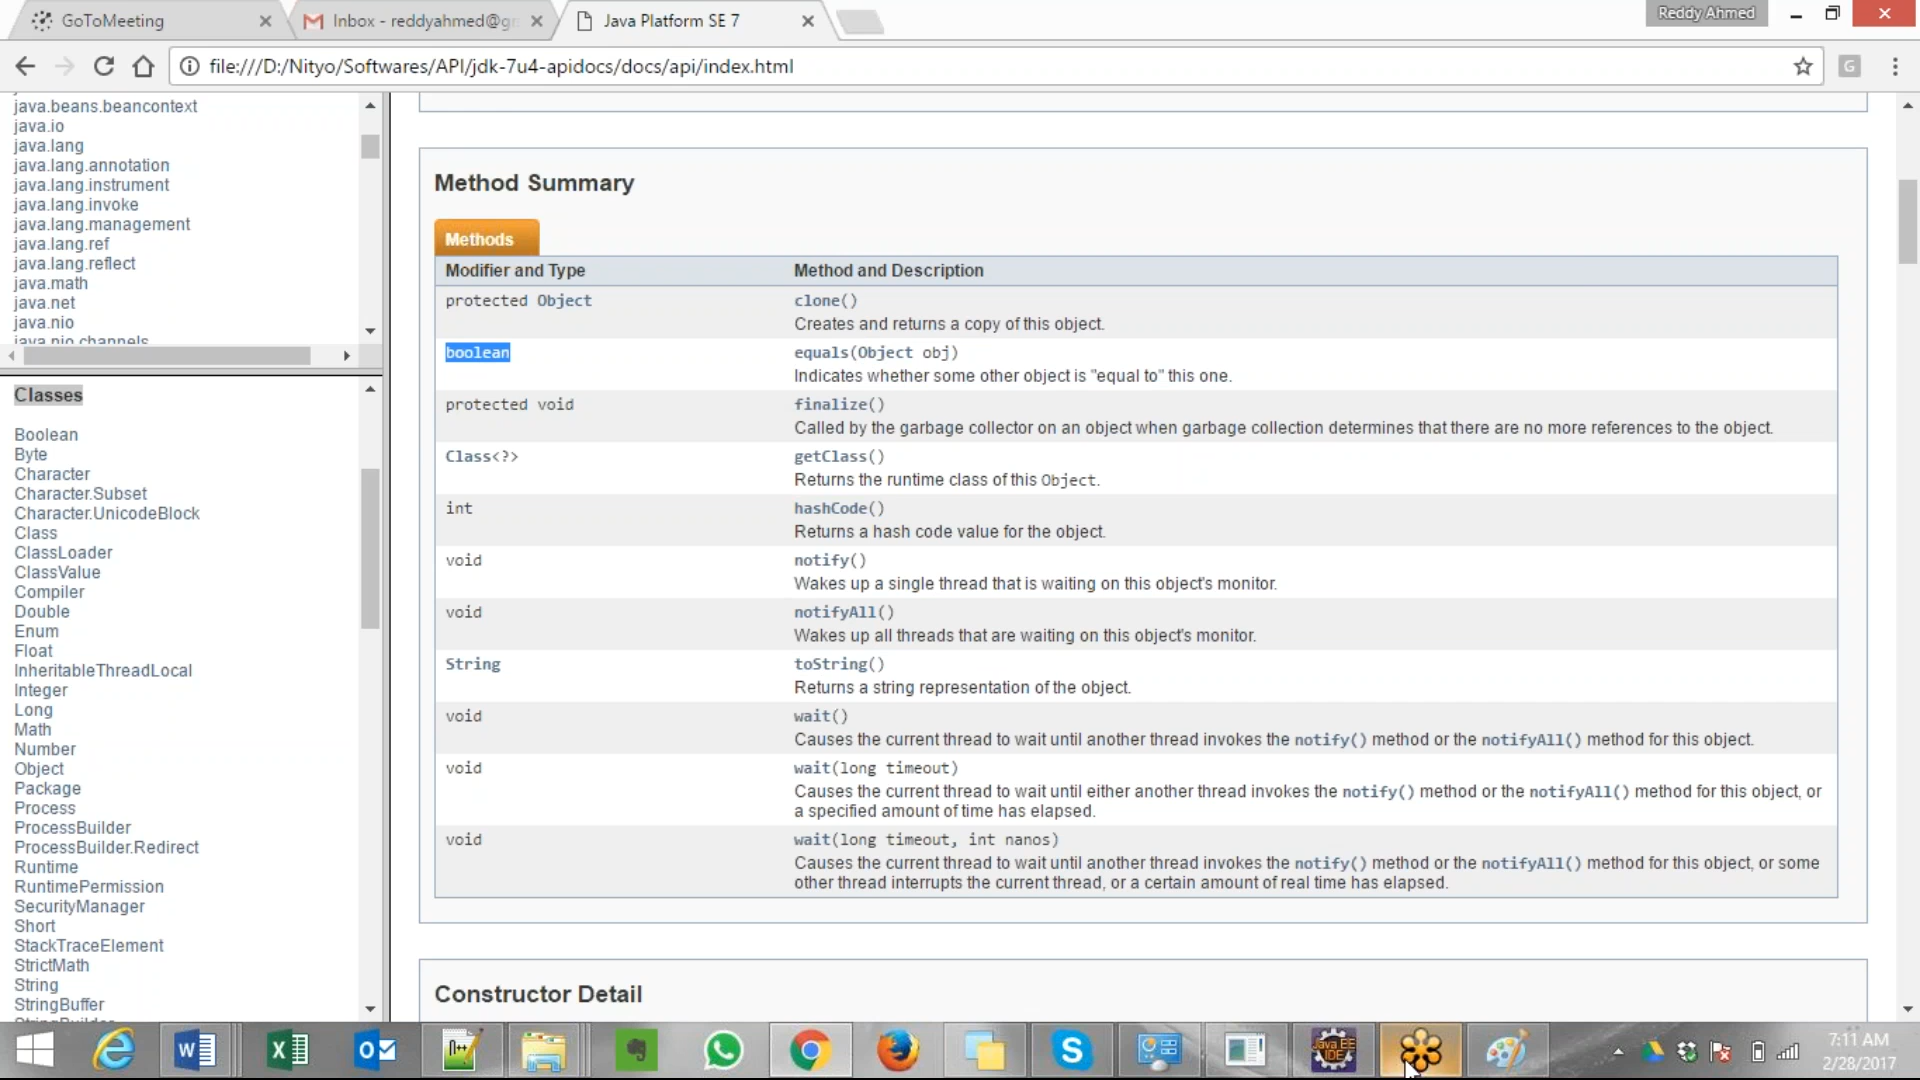 GoToMeeting
Inbox - reddyahmed@g
Java Platform SE 7
Reddy Ahmed
file:///D:/Nityo/Softwares/API/jdk-7u4-apidocs/docs/api/index.html
G
java.beans.beancontext
java.io
java.lang
java.lang.annotation
java.lang.instrument
java.lang.invoke
java.lang.management
java.lang.ref
java.lang.reflect
java.math
java.net
java.nio
java.nio.channels
Classes
Boolean
Byte
Character
Character.Subset
Character.UnicodeBlock
Class
ClassLoader
ClassValue
Compiler
Double
Enum
Float
InheritableThreadLocal
Integer
Long
Math
Number
Object
Package
Process
ProcessBuilder
ProcessBuilder.Redirect
Runtime
RuntimePermission
SecurityManager
Short
StackTraceElement
StrictMath
String
StringBuffer
Method Summary
Methods
Modifier and Type Method and Description
protected Object clone()
Creates and returns a copy of this object.
boolean equals(Object obj)
Indicates whether some other object is "equal to" this one.
protected void finalize()
Called by the garbage collector on an object when garbage collection determines that there are no more references to the object.
Class<?> getClass()
Returns the runtime class of this Object.
int hashCode()
Returns a hash code value for the object.
void notify()
Wakes up a single thread that is waiting on this object's monitor.
void notifyAll()
Wakes up all threads that are waiting on this object's monitor.
String toString()
Returns a string representation of the object.
void wait()
Causes the current thread to wait until another thread invokes the notify() method or the notifyAll() method for this object.
void wait(long timeout)
Causes the current thread to wait until either another thread invokes the notify() method or the notifyAll() method for this object, or
a specified amount of time has elapsed.
void wait(long timeout, int nanos)
Causes the current thread to wait until another thread invokes the notify() method or the notifyAll() method for this object, or some
other thread interrupts the current thread, or a certain amount of real time has elapsed.
Constructor Detail
Java EE
IDE
7:11 AM
2/28/2017